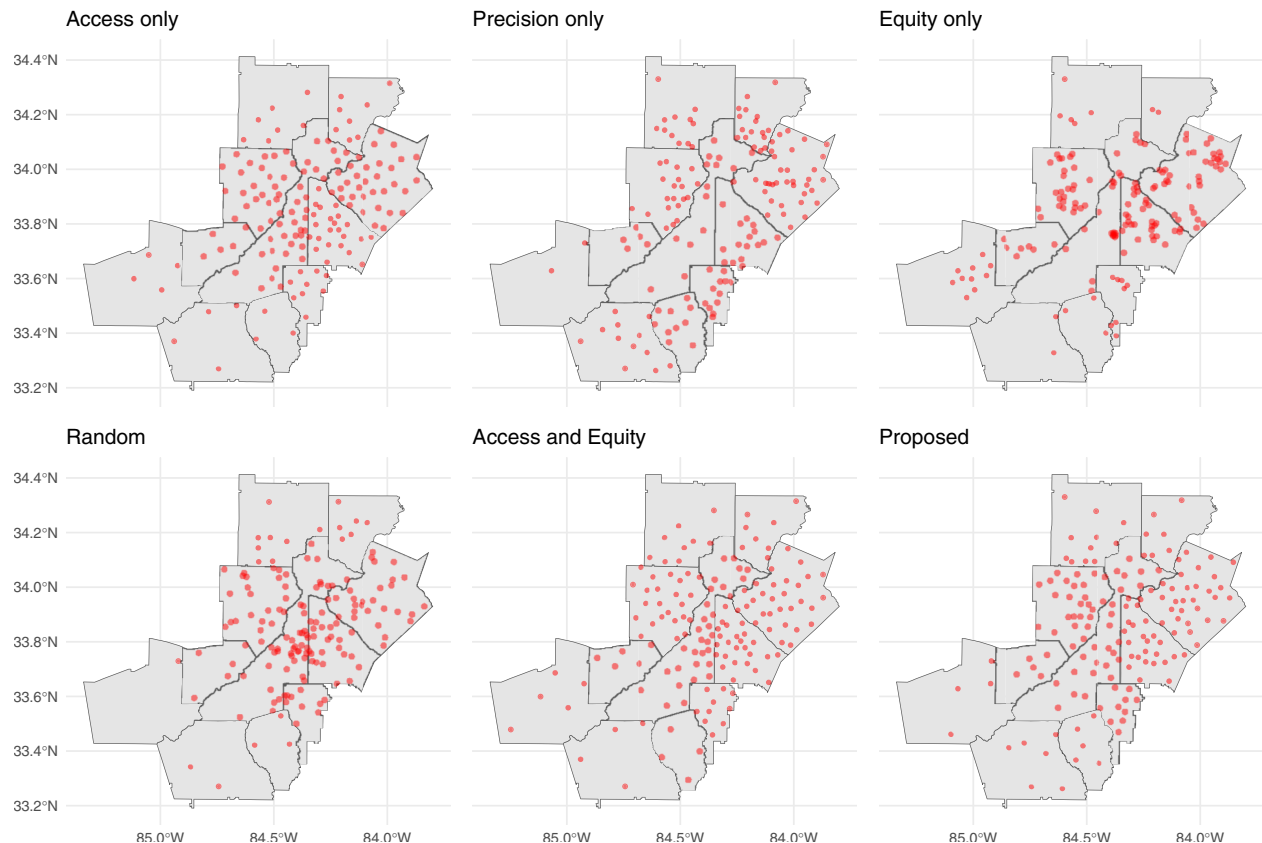 Access only
Precision only
Equity only
34.4°N
34.2°N
34.0°N
33.8°N
33.6°N
33.4°N
33.2°N
Random
Access and Equity
Proposed
34.4°N
34.2°N
34.0°N
33.8°N
33.6°N
33.4°N
33.2°N
85.0°W 84.5°W 84.0°W 85.0°W 84.5°W 84.0°W 85.0°W 84.5°W 84.0°W